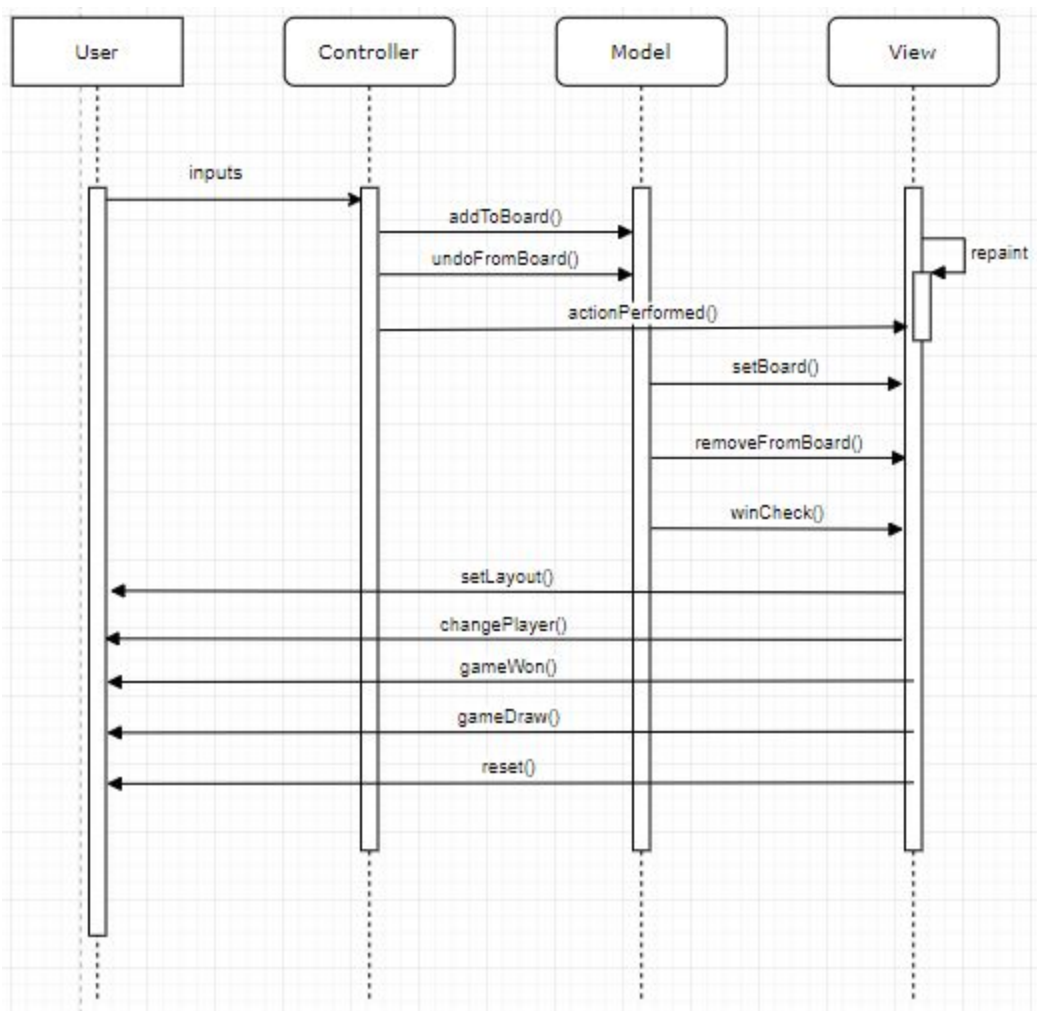 User
Controller
Model
View
inputs
addToBoard()
repaint
undoFromBoard()
actionPerformed()
setBoard()
removeFromBoard()
winCheck()
setLayout()
changePlayer()
gameWon()
gameDraw()
reset()